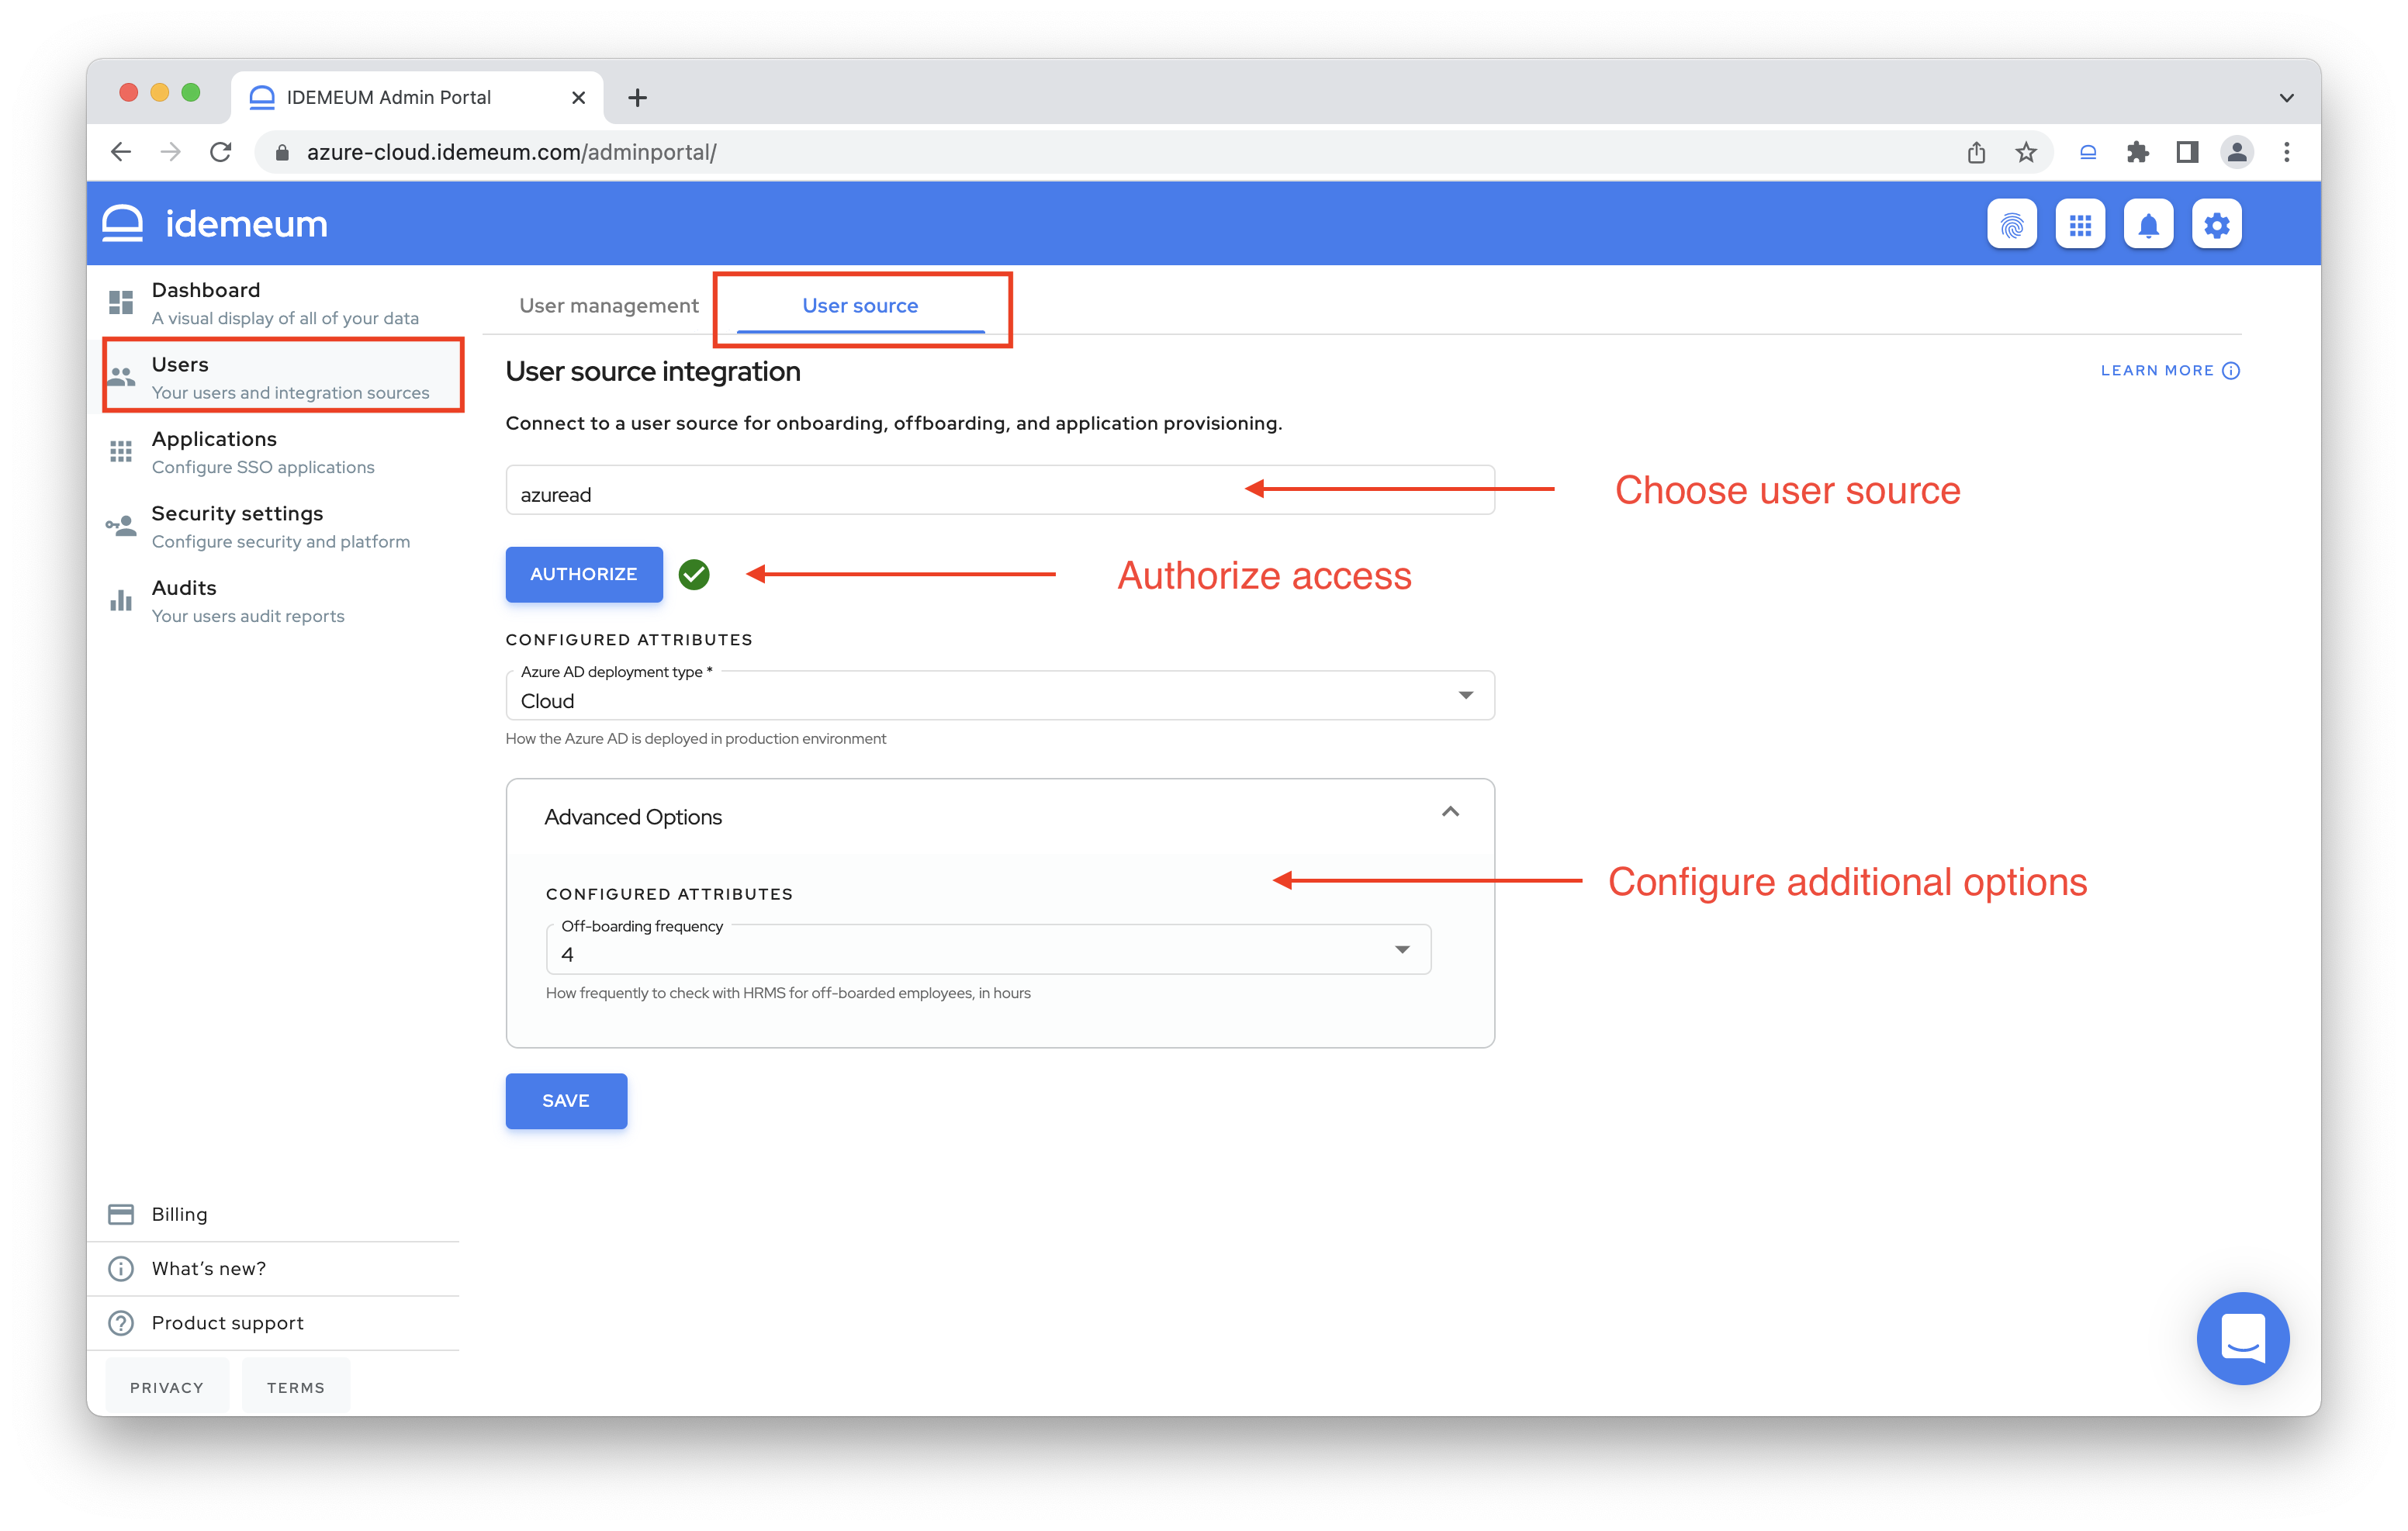 IDEMEUM Admin Portal
azure-cloud.idemeum.com/adminportal/
idemeum
Dashboard
A visual display of all of your data
Users
Your users and integration sources
Applications
Configure SSO applications
Security settings
Configure security and platform
Audits
Your users audit reports
Billing
What's new?
Product support
PRIVACY TERMS
User management User source
User source integration
LEARN MORE
Connect to a user source for onboarding, offboarding, and application provisioning.
azuread
Choose user source
AUTHORIZE
Authorize access
CONFIGURED ATTRIBUTES
Azure AD deployment type *
Cloud
How the Azure AD is deployed in production environment
Advanced Options
Configure additional options
CONFIGURED ATTRIBUTES
Off-boarding frequency
4
How frequently to check with HRMS for off-boarded employees, in hours
SAVE